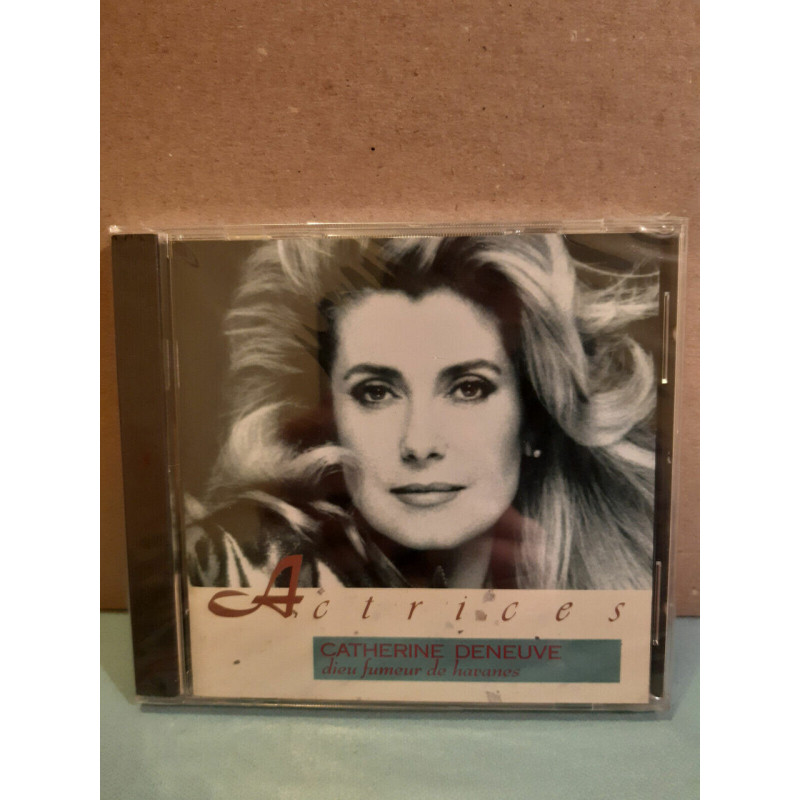 Actrices
CATHERINE DENEUVE
dieu fumeur de havanes